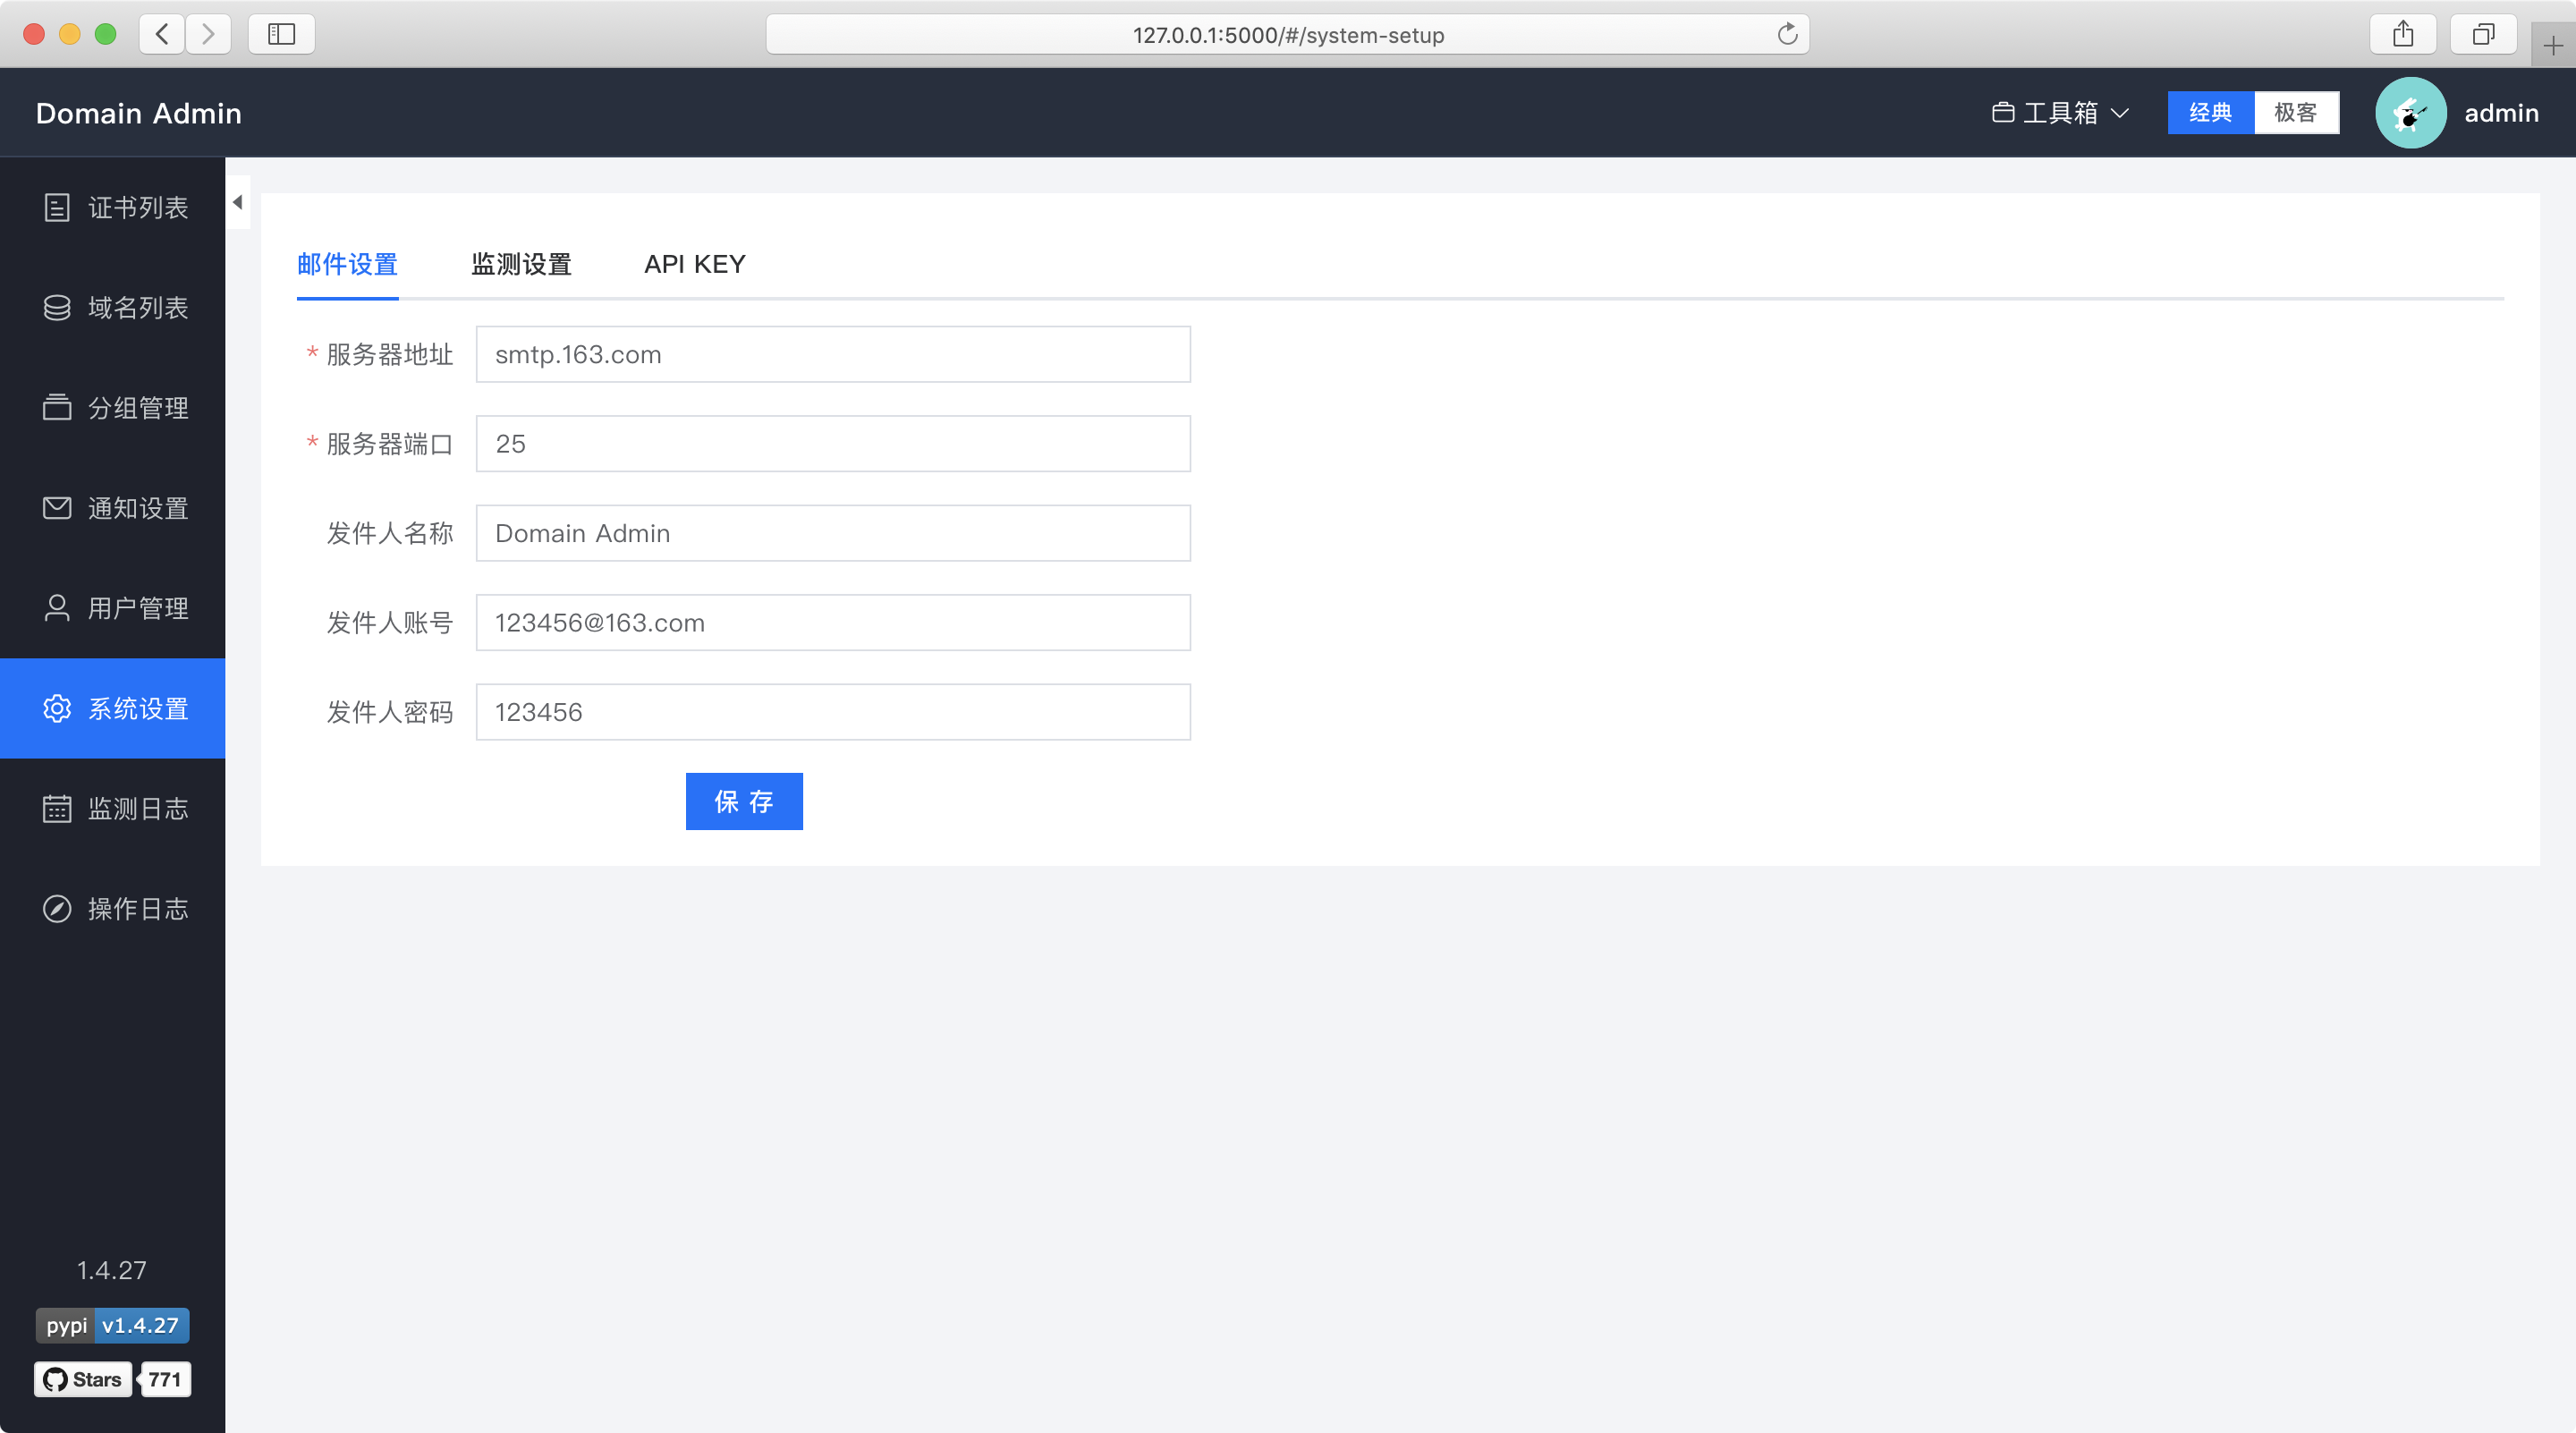 127.0.0.1:5000/#/system-setup
Domain Admin
工具箱
经典 极客
admin
证书列表
域名列表
分组管理
通知设置
用户管理
系统设置
监测日志
操作日志
1.4.27
pypi v1.4.27
Stars 771
邮件设置 监测设置 API KEY
* 服务器地址 smtp.163.com
* 服务器端口 25
发件人名称 Domain Admin
发件人账号 123456@163.com
发件人密码 123456
保 存